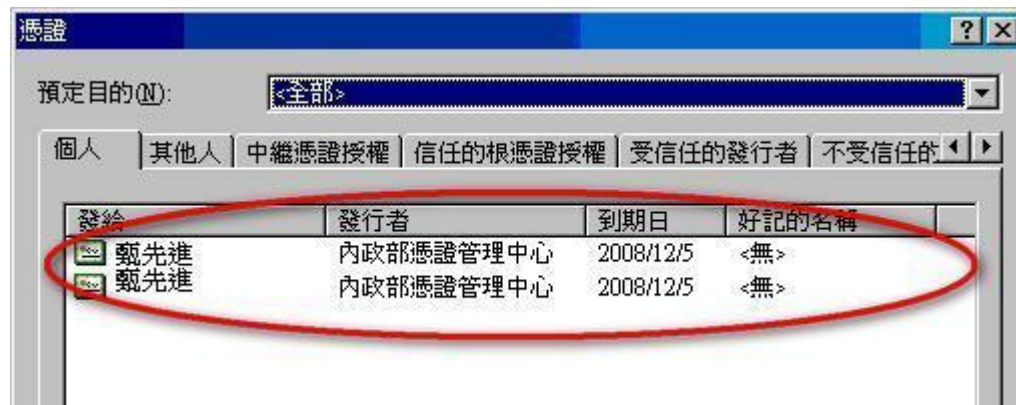 憑證
預定目的(N): <全部>
個人 其他人 中繼憑證授權 信任的根憑證授權 受信任的發行者 不受信任的
發給 發行者 到期日 好記的名稱
甄先進 內政部憑證管理中心 2008/12/5 <無>
甄先進 內政部憑證管理中心 2008/12/5 <無>